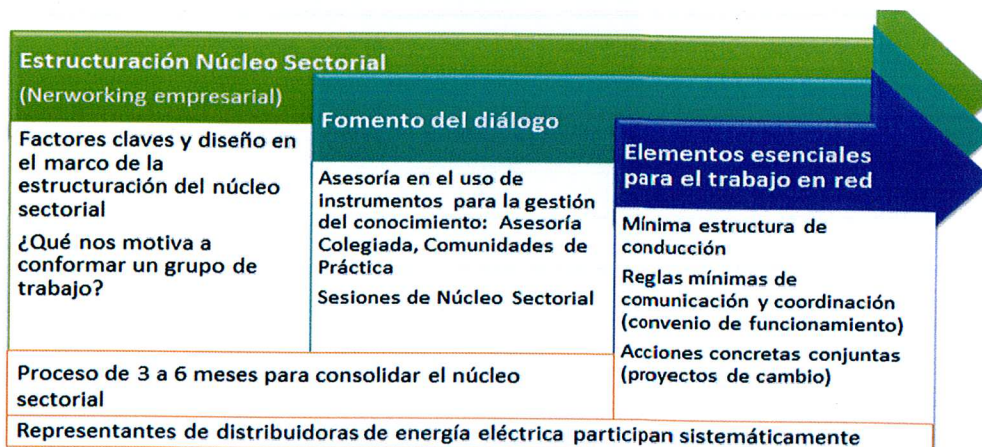 Estructuración Núcleo Sectorial
(Nerworking empresarial)
Factores claves y diseño en
el marco de la
estructuración del núcleo
sectorial
¿Qué nos motiva a
conformar un grupo de
trabajo?
Fomento del diálogo
Asesoría en el uso de
instrumentos para la gestión
del conocimiento: Asesoría
Colegiada, Comunidades de
Práctica
Sesiones de Núcleo Sectorial
Elementos esenciales
para el trabajo en red
Mínima estructura de
conducción
Reglas mínimas de
comunicación y coordinación
(convenio de funcionamiento)
Acciones concretas conjuntas
(proyectos de cambio)
Proceso de 3 a 6 meses para consolidar el núcleo
sectorial
Representantes de distribuidoras de energía eléctrica participan sistemáticamente